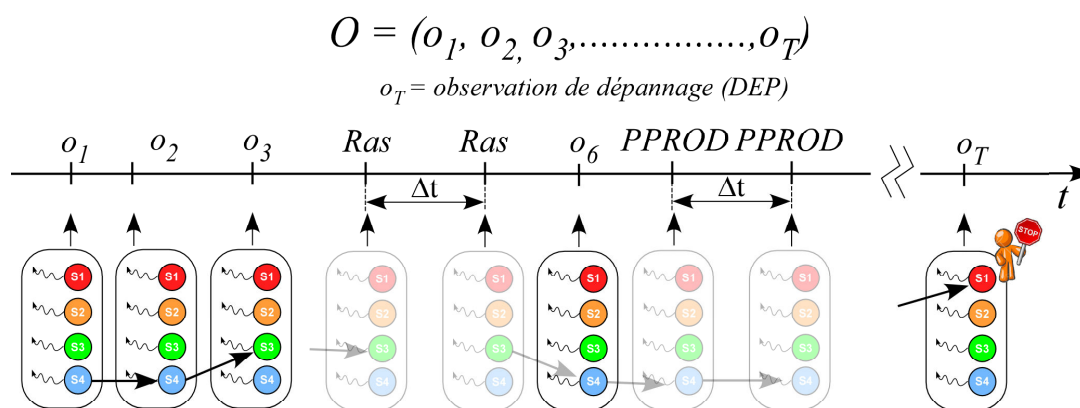 O = (o1, o2, o3,................,oT)
oT = observation de dépannage (DEP)
o1 o2 o3 Ras Ras o6 PPROD PPROD oT
Δt Δt t
STOP
S1 S1 S1 S1 S1 S1 S1 S1 S1
S2 S2 S2 S2 S2 S2 S2 S2 S2
S3 S3 S3 S3 S3 S3 S3 S3 S3
S4 S4 S4 S4 S4 S4 S4 S4 S4